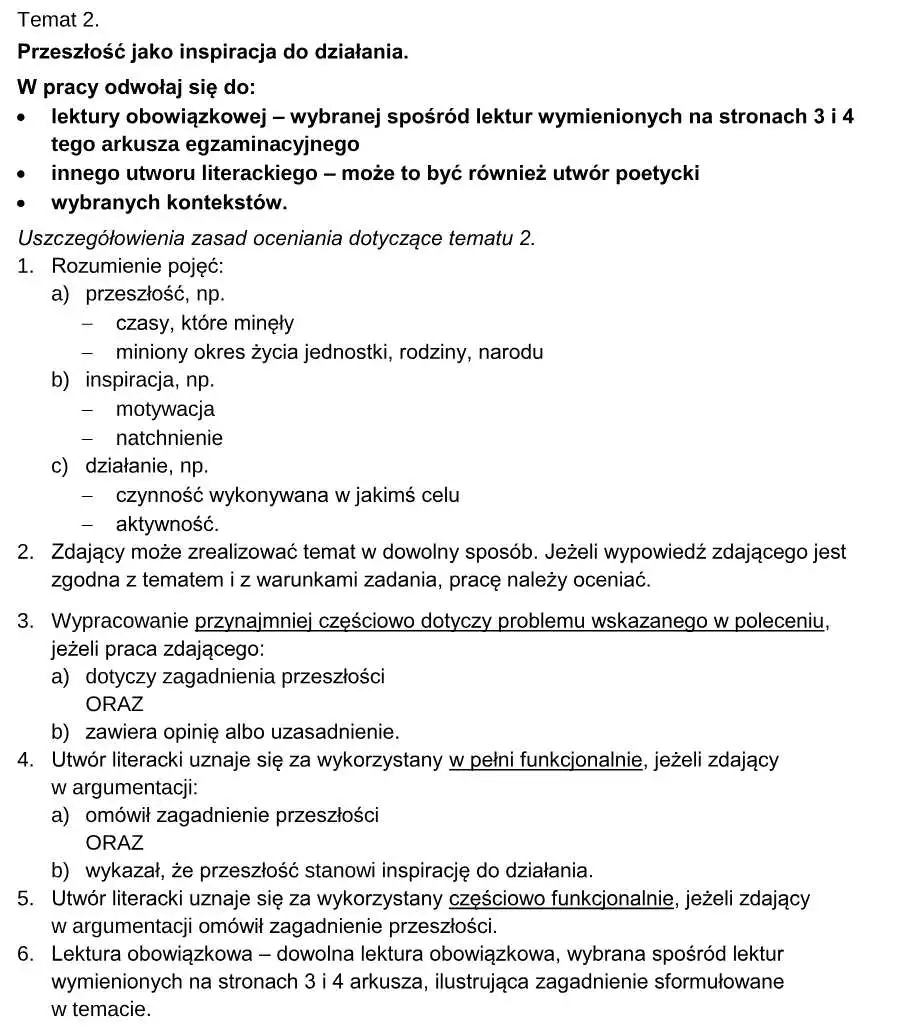 Temat 2.
Przeszłość jako inspiracja do działania.
W pracy odwołaj się do:
• lektury obowiązkowej – wybranej spośród lektur wymienionych na stronach 3 i 4
tego arkusza egzaminacyjnego
• innego utworu literackiego – może to być również utwór poetycki
• wybranych kontekstów.
Uszczegółowienia zasad oceniania dotyczące tematu 2.
1. Rozumienie pojęć:
a) przeszłość, np.
– czasy, które minęły
– miniony okres życia jednostki, rodziny, narodu
b) inspiracja, np.
– motywacja
– natchnienie
c) działanie, np.
– czynność wykonywana w jakimś celu
– aktywność.
2. Zdający może zrealizować temat w dowolny sposób. Jeżeli wypowiedź zdającego jest
zgodna z tematem i z warunkami zadania, pracę należy oceniać.
3. Wypracowanie przynajmniej częściowo dotyczy problemu wskazanego w poleceniu,
jeżeli praca zdającego:
a) dotyczy zagadnienia przeszłości
ORAZ
b) zawiera opinię albo uzasadnienie.
4. Utwór literacki uznaje się za wykorzystany w pełni funkcjonalnie, jeżeli zdający
w argumentacji:
a) omówił zagadnienie przeszłości
ORAZ
b) wykazał, że przeszłość stanowi inspirację do działania.
5. Utwór literacki uznaje się za wykorzystany częściowo funkcjonalnie, jeżeli zdający
w argumentacji omówił zagadnienie przeszłości.
6. Lektura obowiązkowa – dowolna lektura obowiązkowa, wybrana spośród lektur
wymienionych na stronach 3 i 4 arkusza, ilustrująca zagadnienie sformułowane
w temacie.